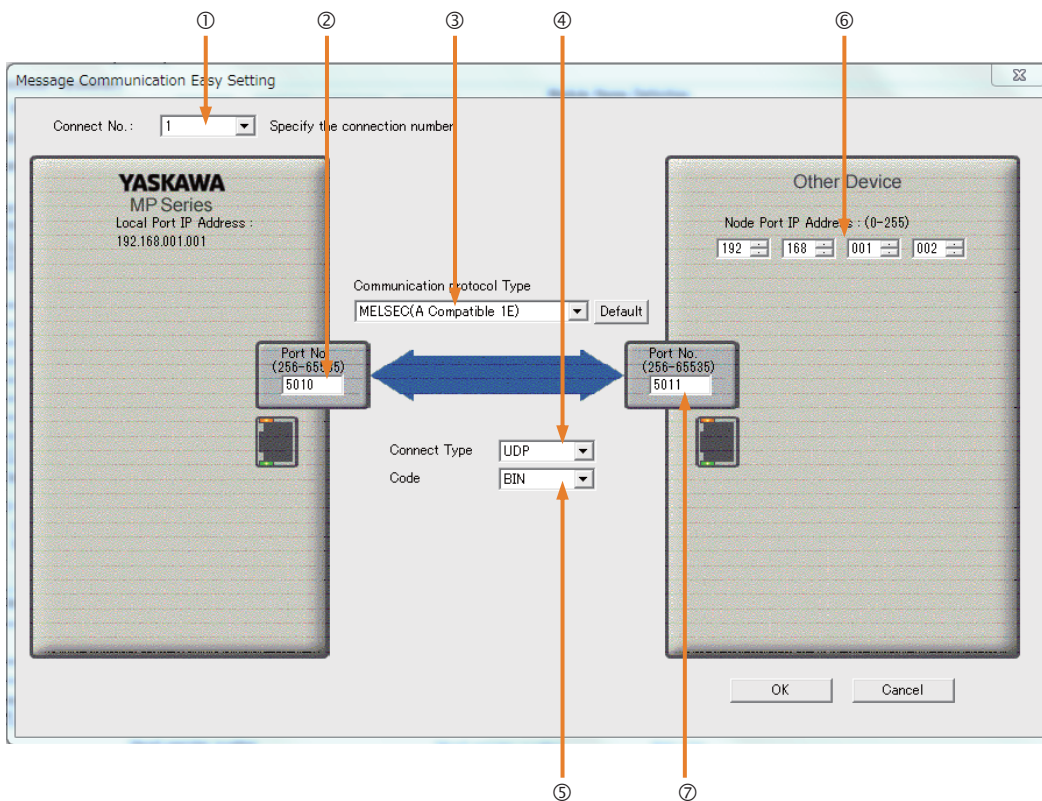 ① ② ③ ④ ⑥
Message Communication Easy Setting
Connect No.: 1 Specify the connection number
YASKAWA
MP Series
Local Port IP Address :
192.168.001.001
Other Device
Node Port IP Address : (0-255)
192 168 001 002
Communication protocol Type
MELSEC(A Compatible 1E) Default
Port No.
(256-65535)
5010
Port No.
(256-65535)
5011
Connect Type UDP
Code BIN
OK Cancel
⑤ ⑦